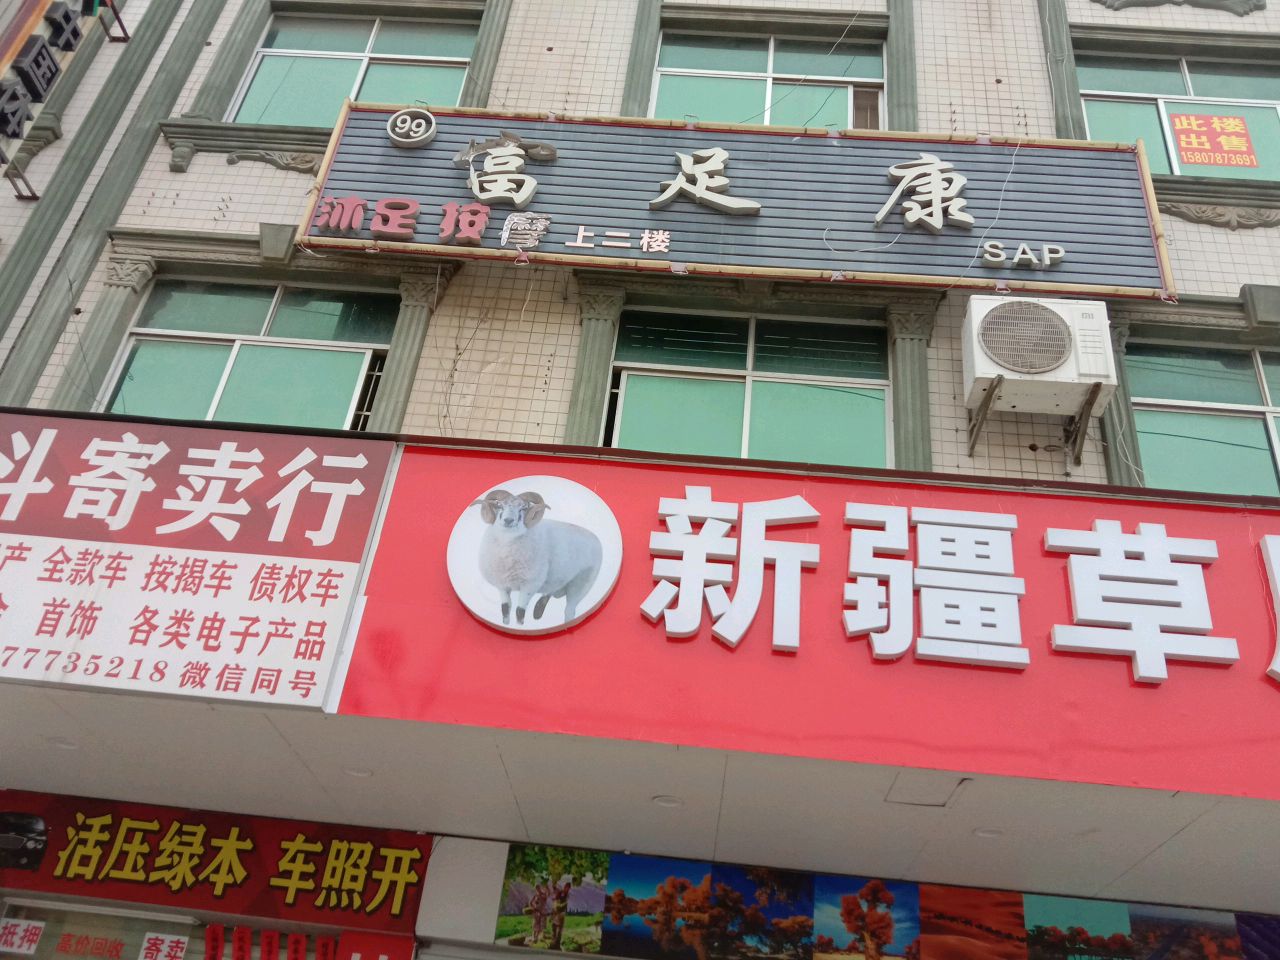 99
富足康
沐足按摩 上二楼
SAP
此楼
出售
15807873691
斗寄卖行
产 全款车 按揭车 债权车
首饰 各类电子产品
77735218 微信同号
新疆草
活压绿本 车照开
抵押
高价回收
寄卖